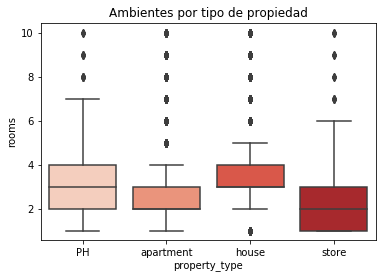 Ambientes por tipo de propiedad
10
8
6
4
2
rooms
PH apartment house store
property_type